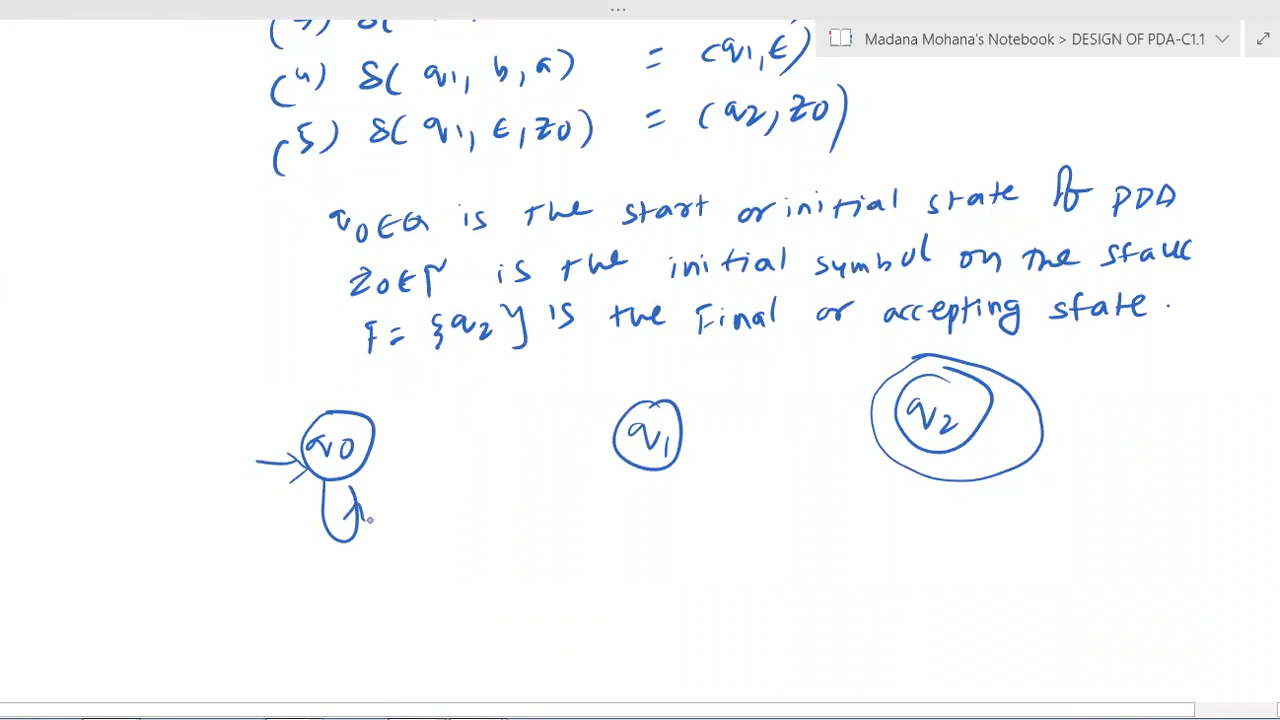 Madana Mohana's Notebook > DESIGN OF PDA-C1.1
(4) δ(q1, b, a) = (q1, ε)
(5) δ(q1, ε, z0) = (q2, z0)
q0∈Q is the start or initial state of PDA
z0∈Γ is the initial symbol on the stack
F = {q2} is the Final or accepting state.
q0 q1 q2